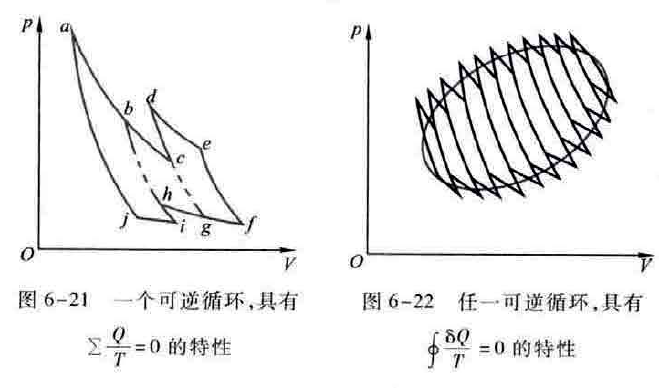 p
a
d
b
e
c
h
j
i
g
f
O
V
图 6-21 一个可逆循环,具有
∑ Q/T = 0 的特性
p
O
V
图 6-22 任一可逆循环,具有
∮ δQ/T = 0 的特性